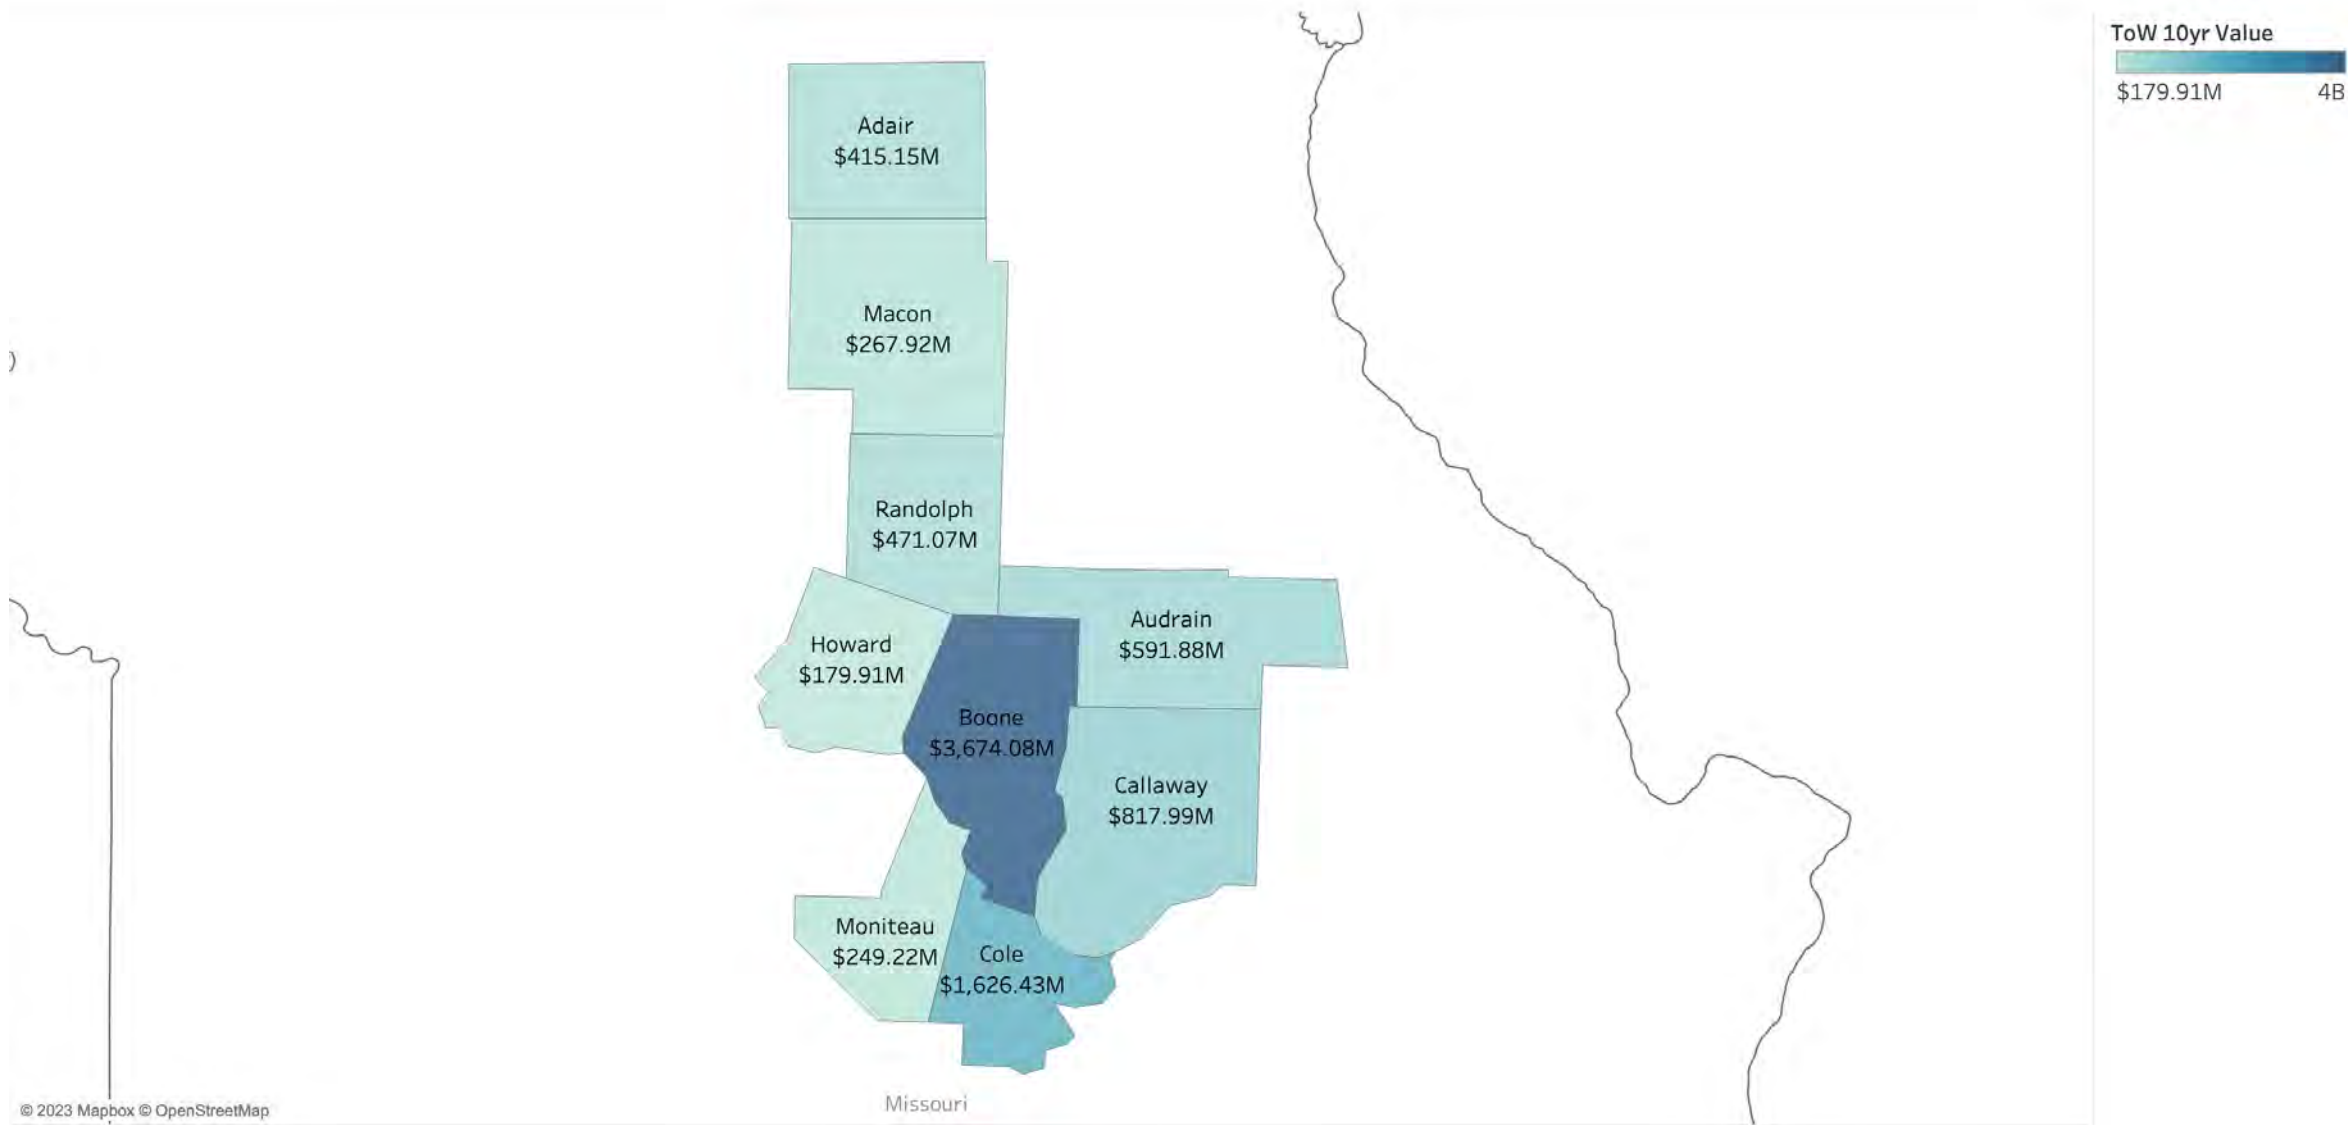 ToW 10yr Value
$179.91M 4B
Adair
$415.15M
Macon
$267.92M
Randolph
$471.07M
Audrain
$591.88M
Howard
$179.91M
Boone
$3,674.08M
Callaway
$817.99M
Moniteau
$249.22M
Cole
$1,626.43M
Missouri
© 2023 Mapbox © OpenStreetMap